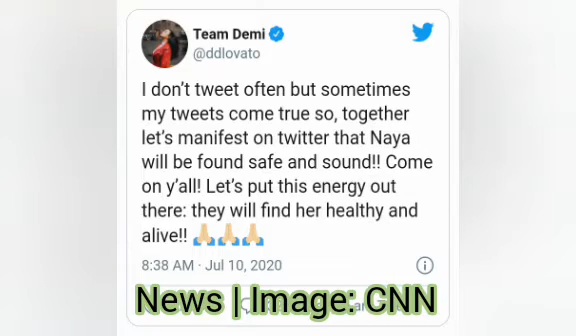 Team Demi
@ddlovato
I don't tweet often but sometimes
my tweets come true so, together
let's manifest on twitter that Naya
will be found safe and sound!! Come
on y'all! Let's put this energy out
there: they will find her healthy and
alive!! 🙏🏼🙏🏼🙏🏼
8:38 AM · Jul 10, 2020
News | Image: CNN